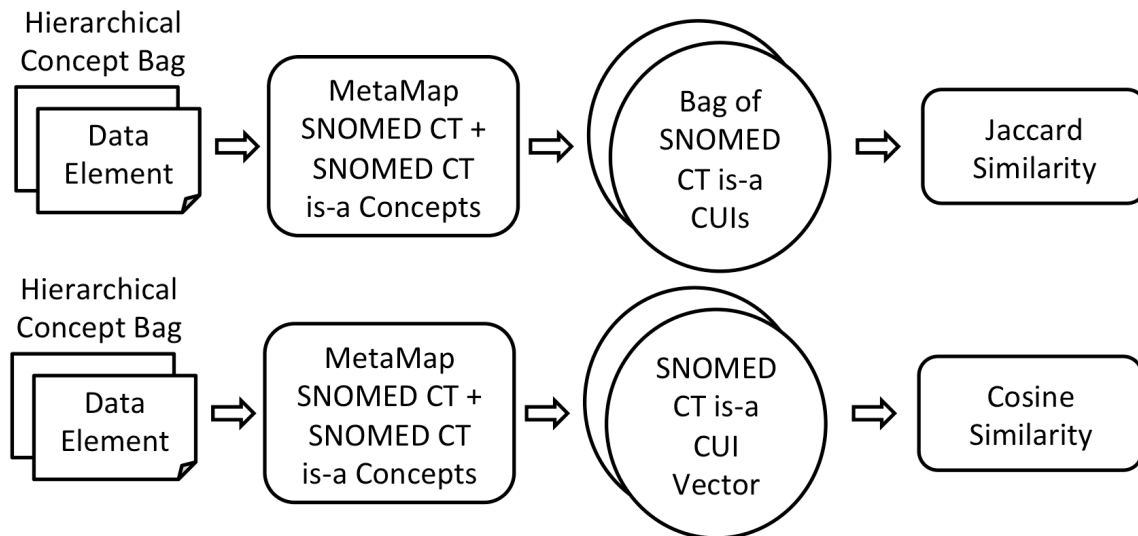 Hierarchical
Concept Bag
Data
Element
MetaMap
SNOMED CT +
SNOMED CT
is-a Concepts
Bag of
SNOMED
CT is-a
CUIs
Jaccard
Similarity
Hierarchical
Concept Bag
Data
Element
MetaMap
SNOMED CT +
SNOMED CT
is-a Concepts
SNOMED
CT is-a
CUI
Vector
Cosine
Similarity